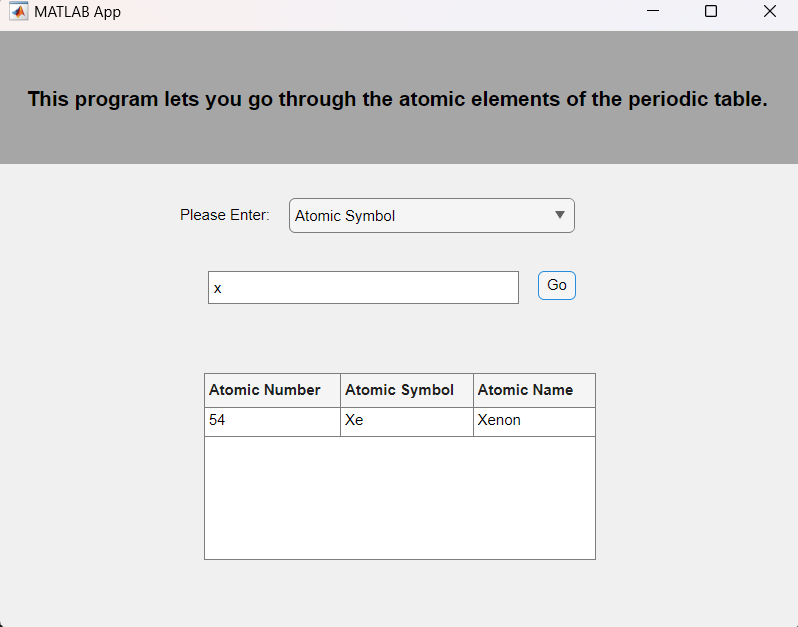 MATLAB App
This program lets you go through the atomic elements of the periodic table.
Please Enter: Atomic Symbol
x Go
Atomic Number Atomic Symbol Atomic Name
54 Xe Xenon